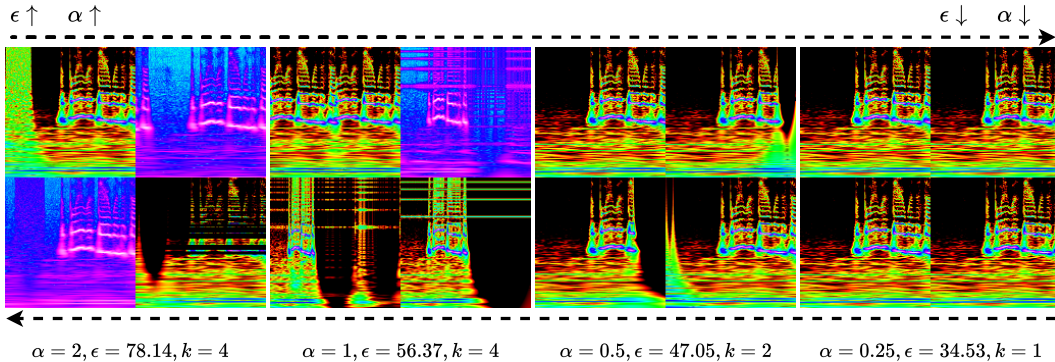 ϵ ↑ α ↑ ϵ ↓ α ↓
α = 2, ϵ = 78.14, k = 4 α = 1, ϵ = 56.37, k = 4 α = 0.5, ϵ = 47.05, k = 2 α = 0.25, ϵ = 34.53, k = 1